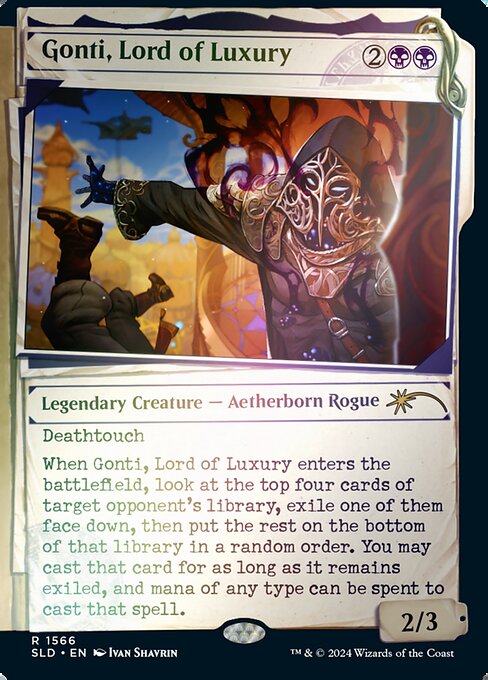 Gonti, Lord of Luxury 2
Legendary Creature — Aetherborn Rogue
Deathtouch
When Gonti, Lord of Luxury enters the
battlefield, look at the top four cards of
target opponent's library, exile one of them
face down, then put the rest on the bottom
of that library in a random order. You may
cast that card for as long as it remains
exiled, and mana of any type can be spent to
cast that spell.
2/3
R 1566
SLD • EN Ivan Shavrin
™ & © 2024 Wizards of the Coast